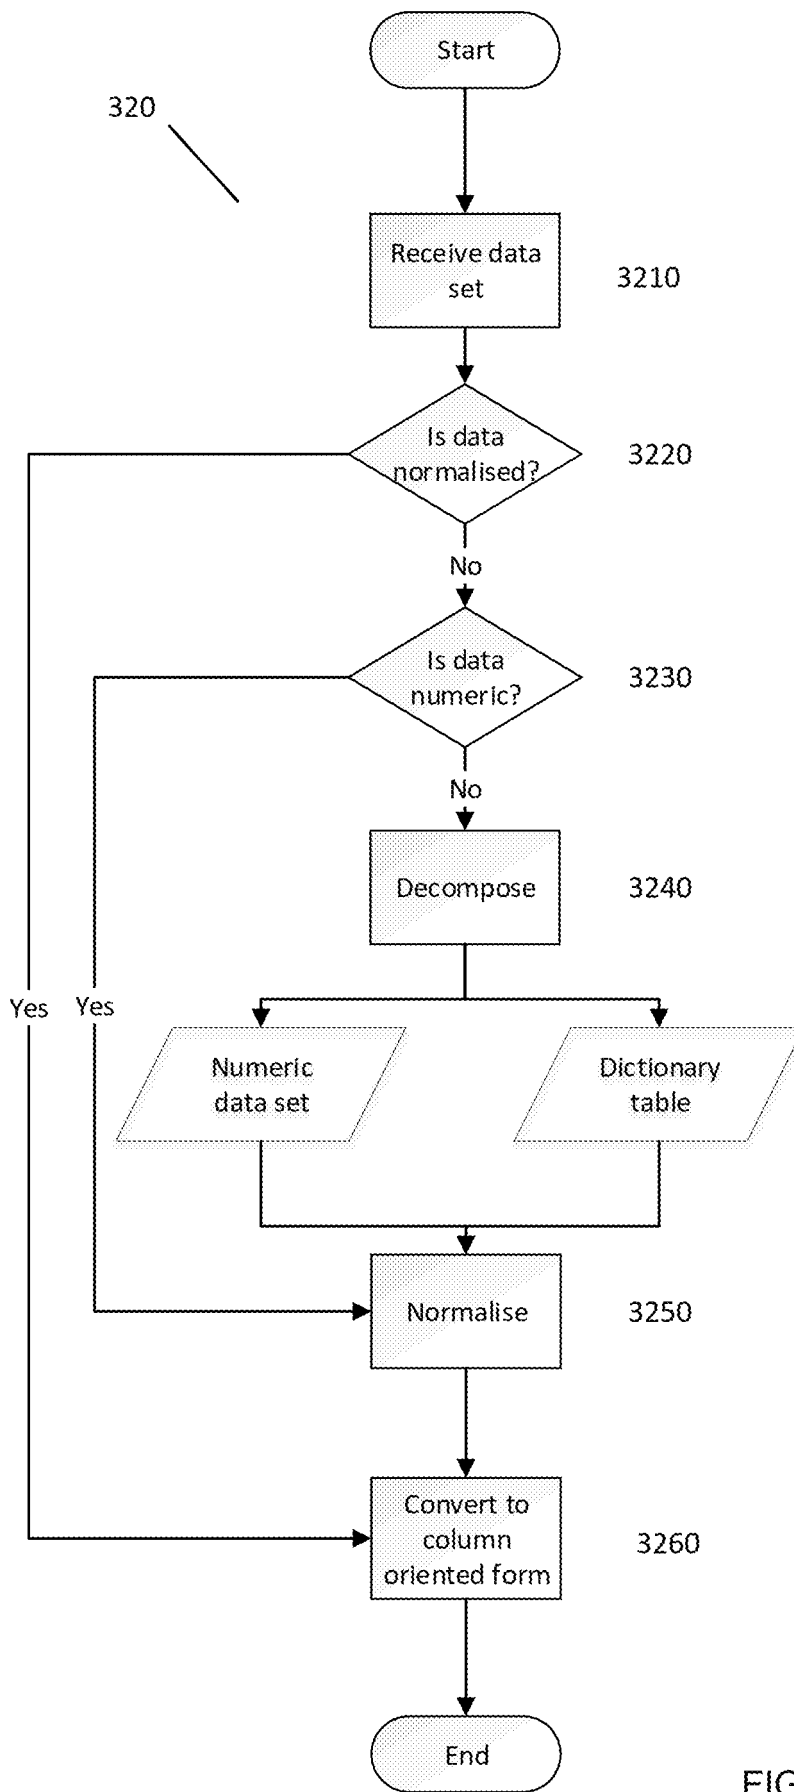 Start
320
Receive data
set
3210
Is data
normalised?
3220
No
Is data
numeric?
3230
No
Decompose
3240
Yes
Yes
Numeric
data set
Dictionary
table
Normalise
3250
Convert to
column
oriented form
3260
End
FIG